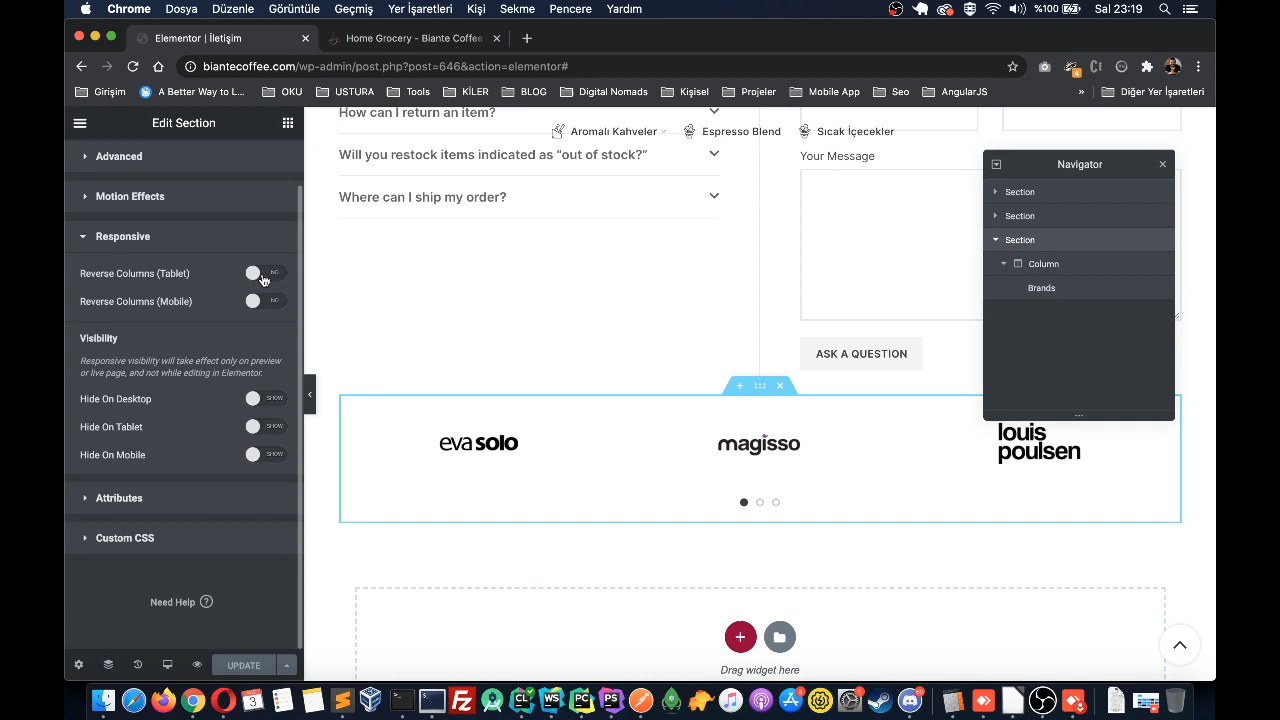 Chrome Dosya Düzenle Görüntüle Geçmiş Yer İşaretleri Kişi Sekme Pencere Yardım %100 Sal 23:19
Elementor | İletişim Home Grocery - Biante Coffee
biantecoffee.com/wp-admin/post.php?post=646&action=elementor#
Girişim A Better Way to L... OKU USTURA Tools KİLER BLOG Digital Nomads Kişisel Projeler Mobile App Seo AngularJS » Diğer Yer İşaretleri
Edit Section
Advanced
Motion Effects
Responsive
Reverse Columns (Tablet) NO
Reverse Columns (Mobile) NO
Visibility
Responsive visibility will take effect only on preview
or live page, and not while editing in Elementor.
Hide On Desktop SHOW
Hide On Tablet SHOW
Hide On Mobile SHOW
Attributes
Custom CSS
Need Help ?
UPDATE
How can I return an item?
Aromalı Kahveler Espresso Blend Sıcak İçecekler
Will you restock items indicated as “out of stock?”
Where can I ship my order?
Your Message
ASK A QUESTION
Navigator
Section
Section
Section
Column
Brands
eva solo
magisso
louis
poulsen
Drag widget here